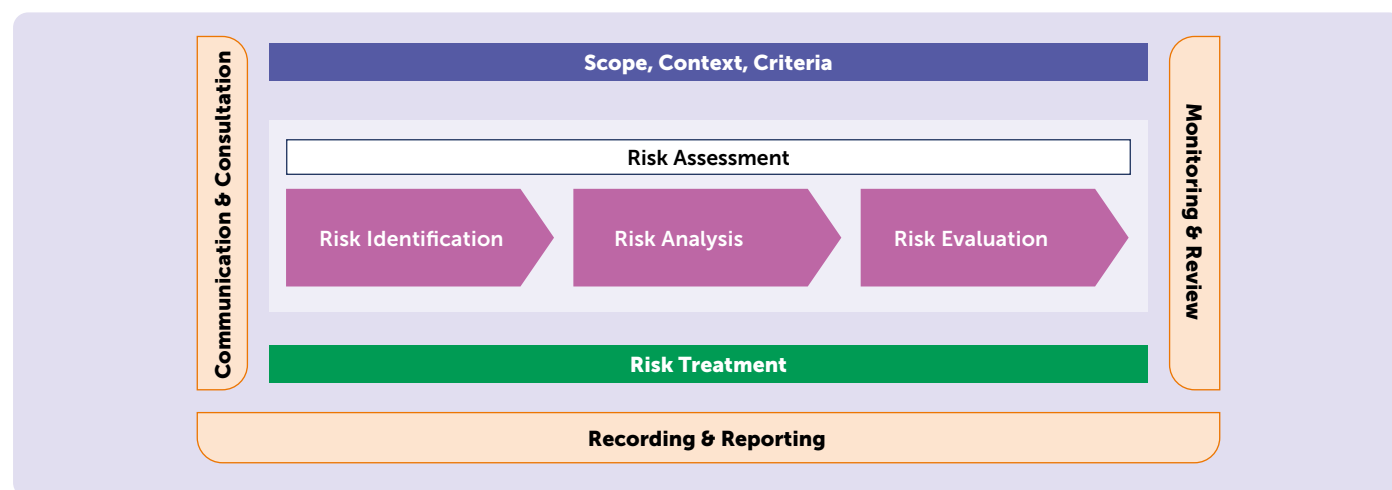 Communication & Consultation
Scope, Context, Criteria
Risk Assessment
Risk Identification
Risk Analysis
Risk Evaluation
Risk Treatment
Monitoring & Review
Recording & Reporting